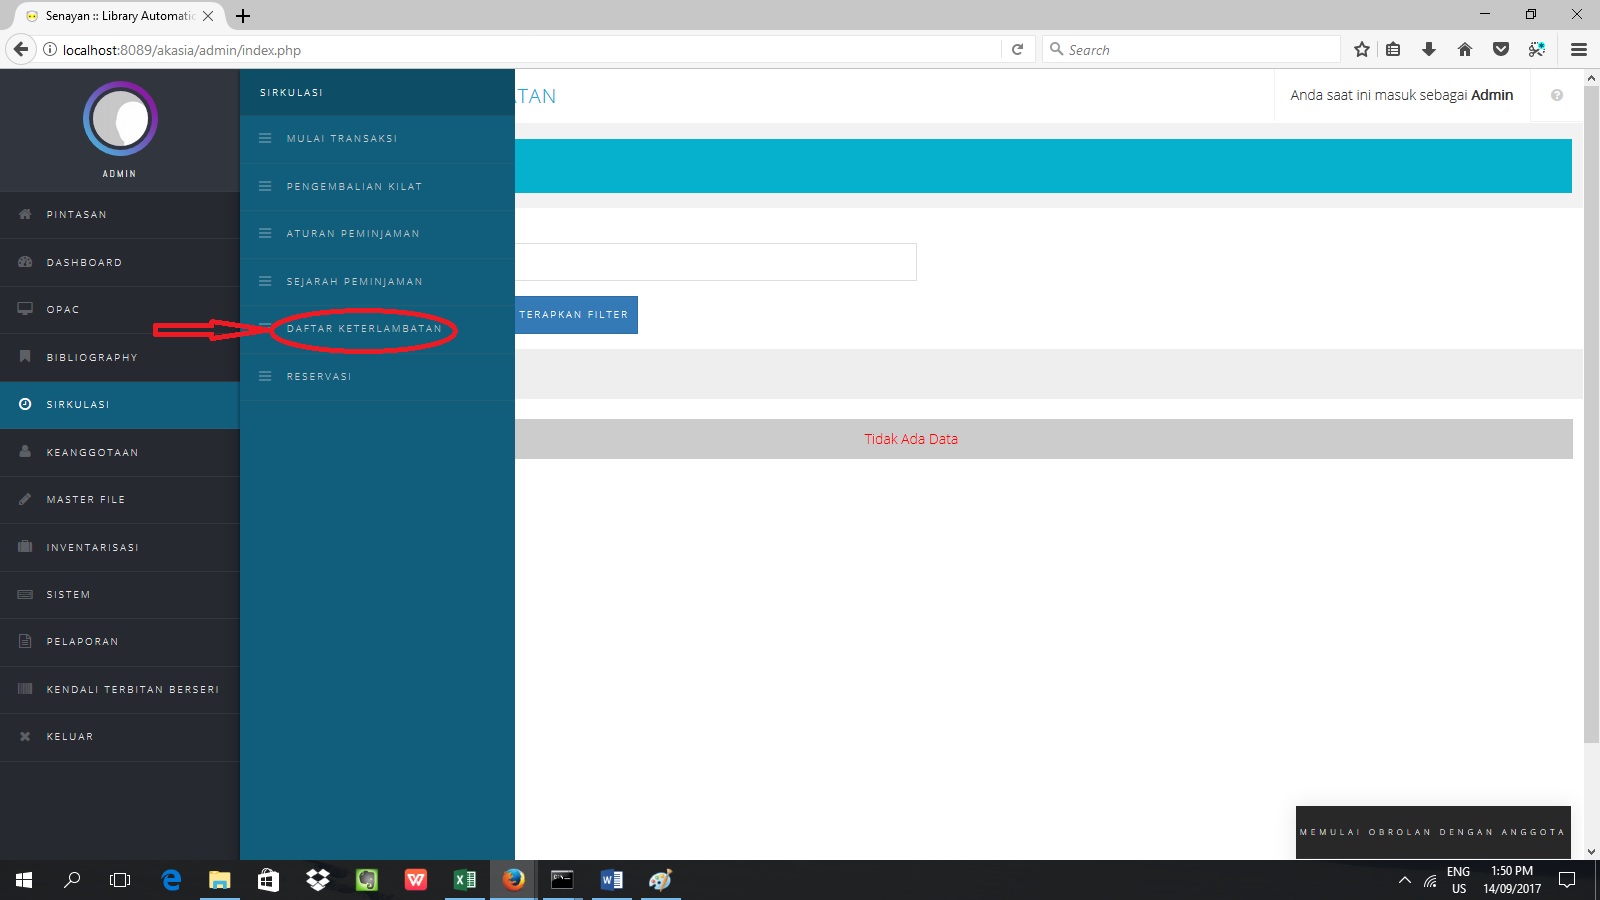 Senayan :: Library Automatic
localhost:8089/akasia/admin/index.php
Search
ADMIN
PINTASAN
DASHBOARD
OPAC
BIBLIOGRAPHY
SIRKULASI
KEANGGOTAAN
MASTER FILE
INVENTARISASI
SISTEM
PELAPORAN
KENDALI TERBITAN BERSERI
KELUAR
SIRKULASI
MULAI TRANSAKSI
PENGEMBALIAN KILAT
ATURAN PEMINJAMAN
SEJARAH PEMINJAMAN
DAFTAR KETERLAMBATAN
RESERVASI
TAN
Anda saat ini masuk sebagai Admin
TERAPKAN FILTER
Tidak Ada Data
MEMULAI OBROLAN DENGAN ANGGOTA
ENG
US
1:50 PM
14/09/2017